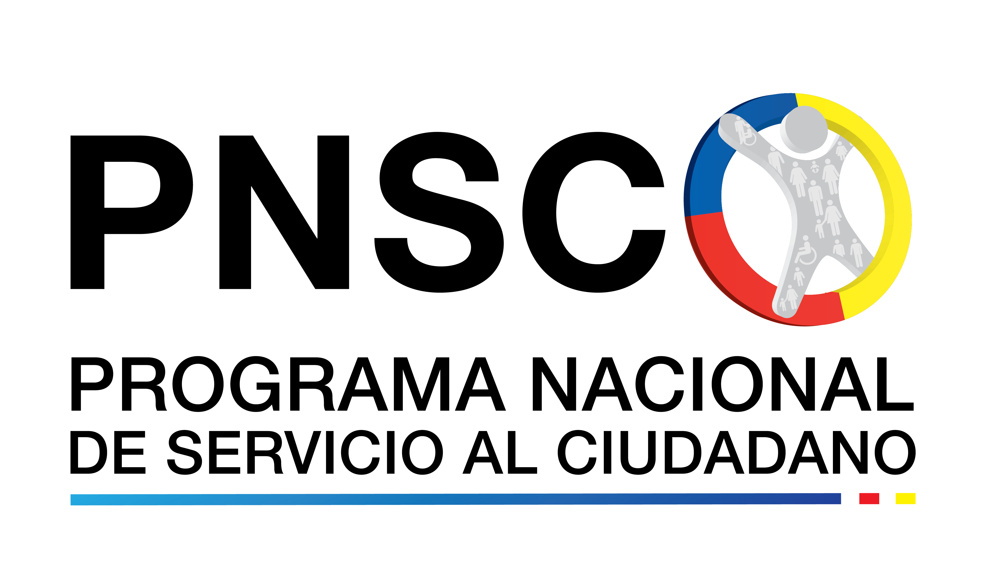 PNSC
PROGRAMA NACIONAL
DE SERVICIO AL CIUDADANO